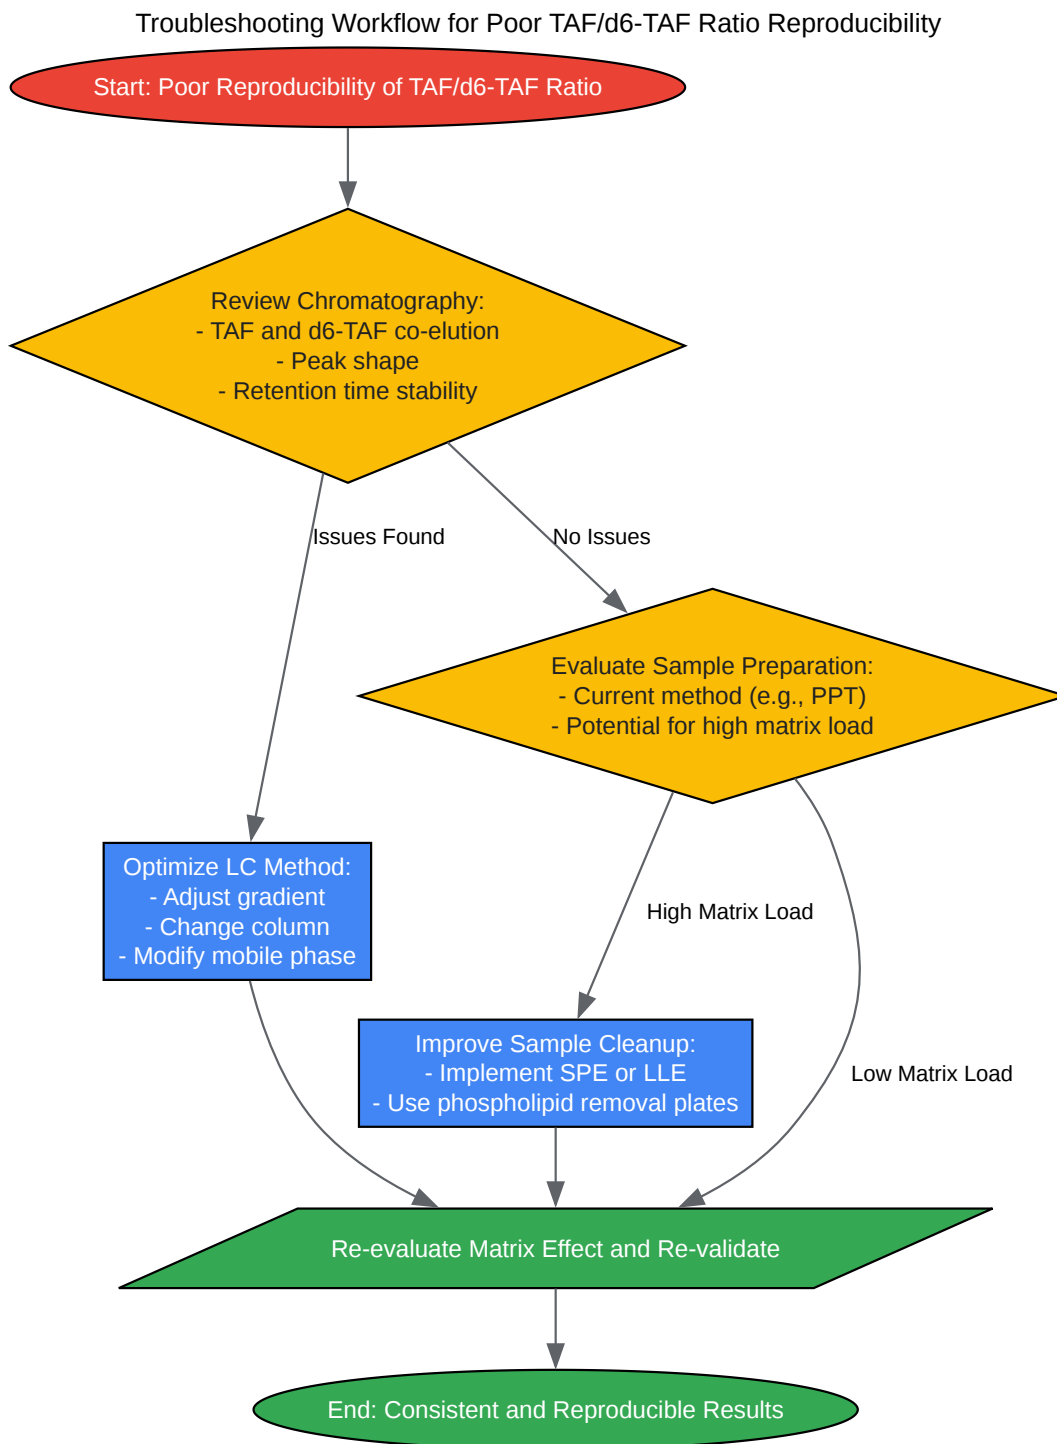 Troubleshooting Workflow for Poor TAF/d6-TAF Ratio Reproducibility
Start: Poor Reproducibility of TAF/d6-TAF Ratio
Review Chromatography:
- TAF and d6-TAF co-elution
- Peak shape
- Retention time stability
Issues Found
No Issues
Evaluate Sample Preparation:
- Current method (e.g., PPT)
- Potential for high matrix load
Optimize LC Method:
- Adjust gradient
- Change column
- Modify mobile phase
High Matrix Load
Improve Sample Cleanup:
- Implement SPE or LLE
- Use phospholipid removal plates
Low Matrix Load
Re-evaluate Matrix Effect and Re-validate
End: Consistent and Reproducible Results